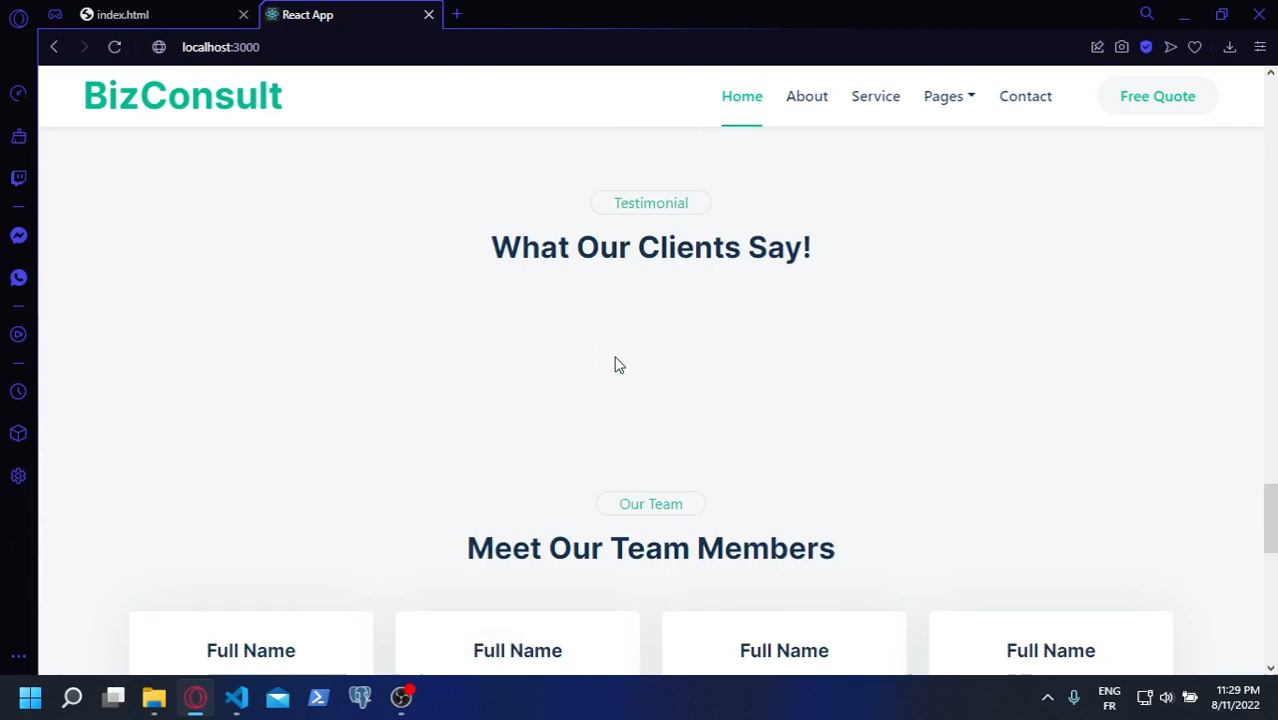 index.html
React App
localhost:3000
BizConsult
Home
About
Service
Pages
Contact
Free Quote
Testimonial
What Our Clients Say!
Our Team
Meet Our Team Members
Full Name
Full Name
Full Name
Full Name
ENG
FR
11:29 PM
8/11/2022